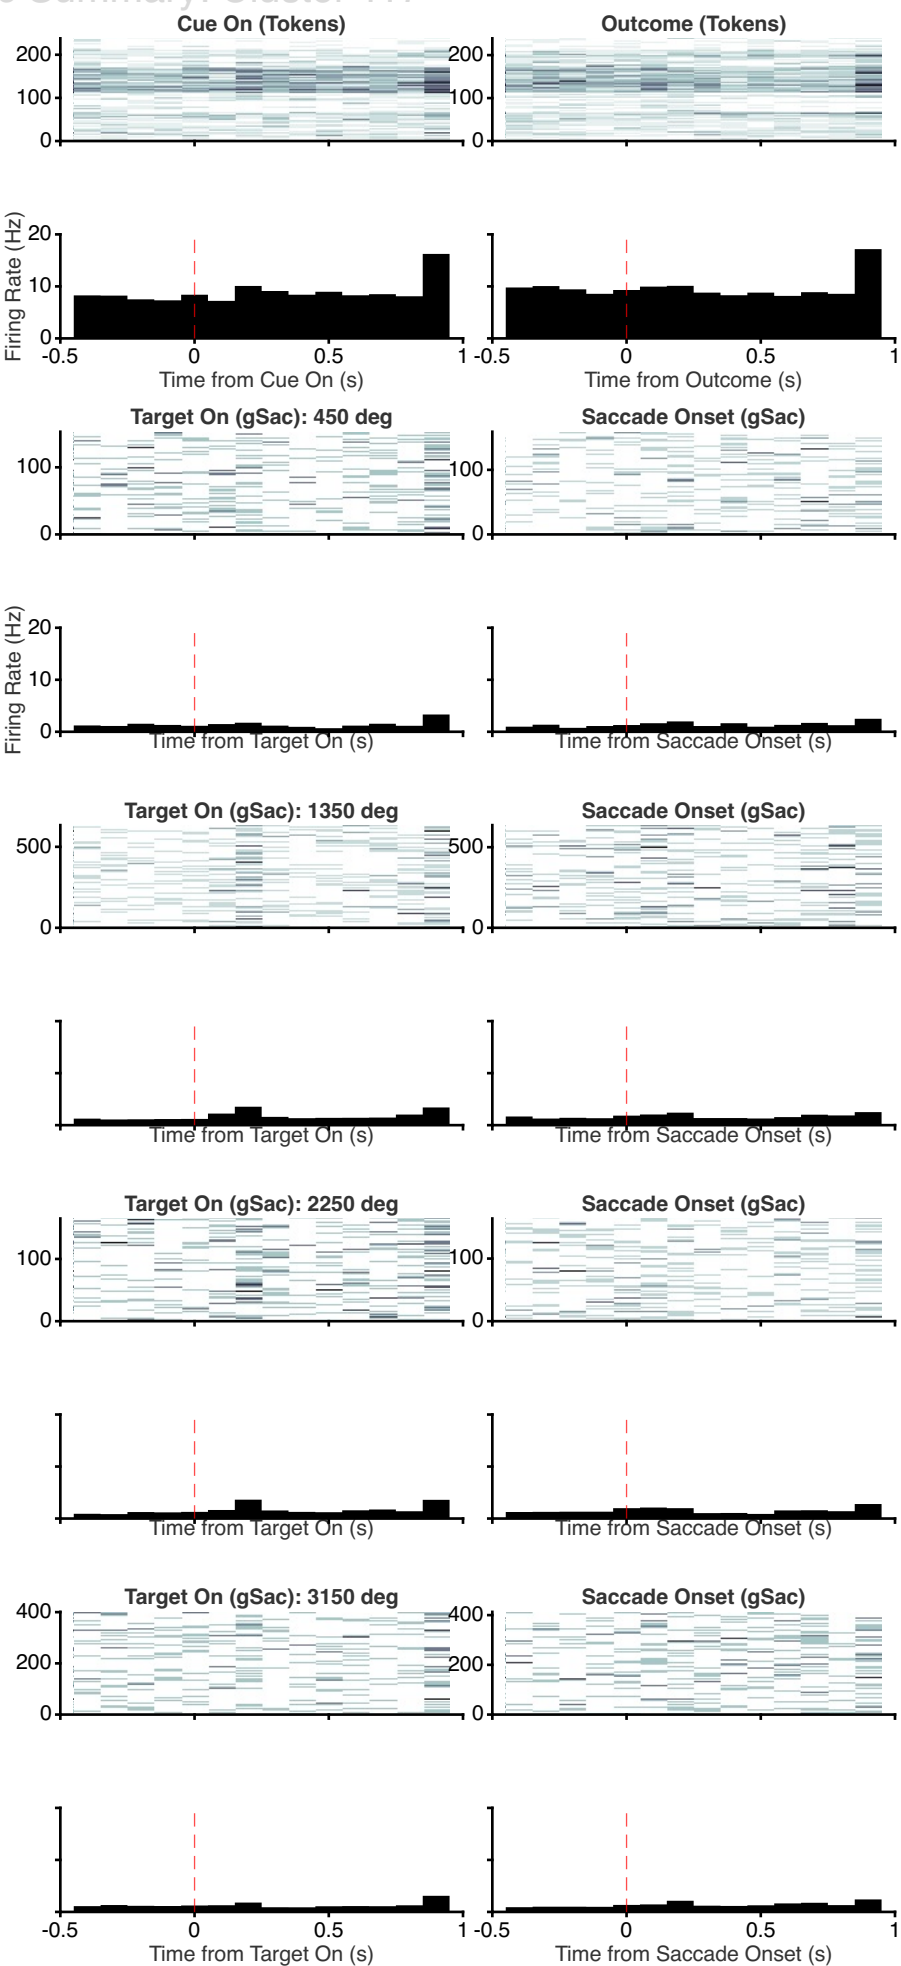 Summary: Cluster
Cue On (Tokens) Outcome (Tokens)
200 200
100 100
0 0
Firing Rate (Hz)
20
10
0
-0.5 0 0.5 1 -0.5 0 0.5 1
Time from Cue On (s) Time from Outcome (s)
Target On (gSac): 450 deg Saccade Onset (gSac)
100 100
0 0
Firing Rate (Hz)
20
10
0
Time from Target On (s) Time from Saccade Onset (s)
Target On (gSac): 1350 deg Saccade Onset (gSac)
500 500
0 0
Time from Target On (s) Time from Saccade Onset (s)
Target On (gSac): 2250 deg Saccade Onset (gSac)
100 100
0 0
Time from Target On (s) Time from Saccade Onset (s)
Target On (gSac): 3150 deg Saccade Onset (gSac)
400 400
200 200
0 0
-0.5 0 0.5 1 -0.5 0 0.5 1
Time from Target On (s) Time from Saccade Onset (s)